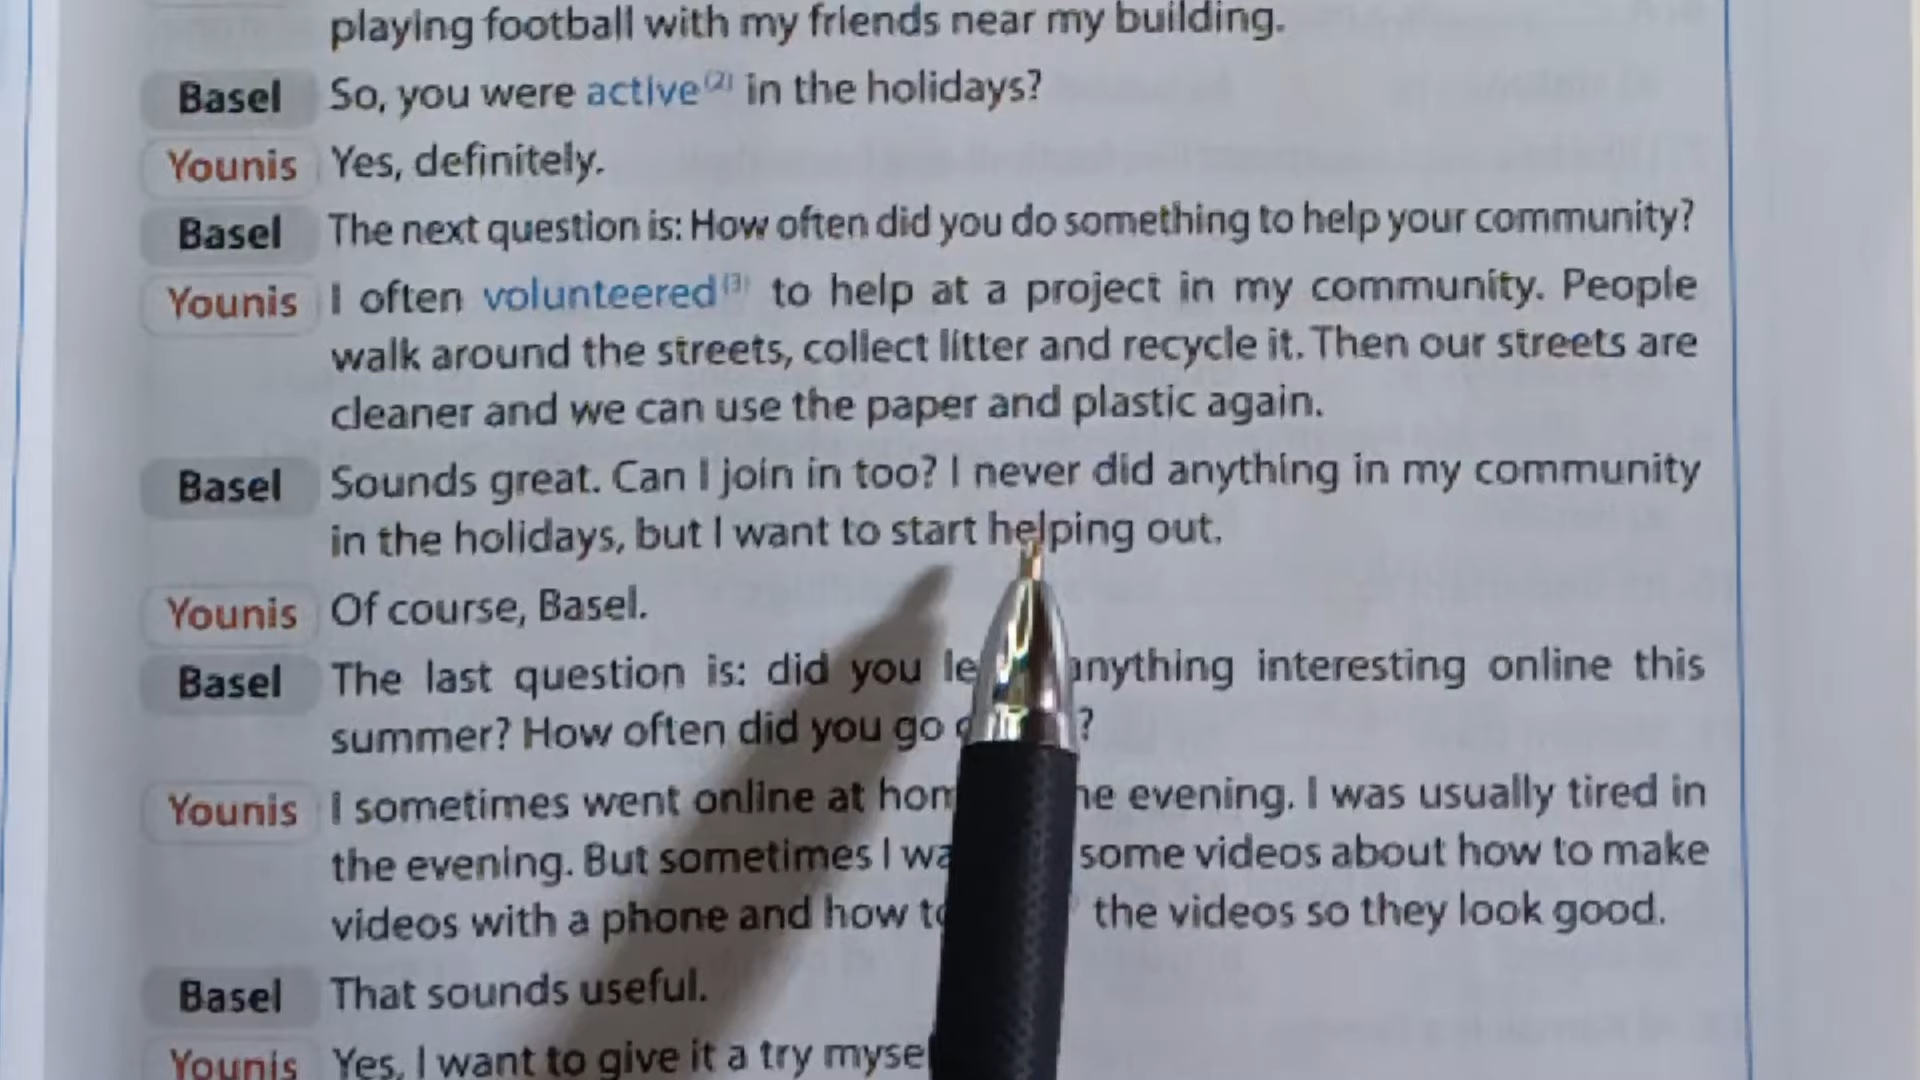 playing football with my friends near my building.
Basel So, you were active(2) in the holidays?
Younis Yes, definitely.
Basel The next question is: How often did you do something to help your community?
Younis I often volunteered(3) to help at a project in my community. People
walk around the streets, collect litter and recycle it. Then our streets are
cleaner and we can use the paper and plastic again.
Basel Sounds great. Can I join in too? I never did anything in my community
in the holidays, but I want to start helping out.
Younis Of course, Basel.
Basel The last question is: did you anything interesting online this
summer? How often did you go ?
Younis I sometimes went online at evening. I was usually tired in
the evening. But sometimes I some videos about how to make
videos with a phone and how the videos so they look good.
Basel That sounds useful.
Younis Yes, I want to give it a try